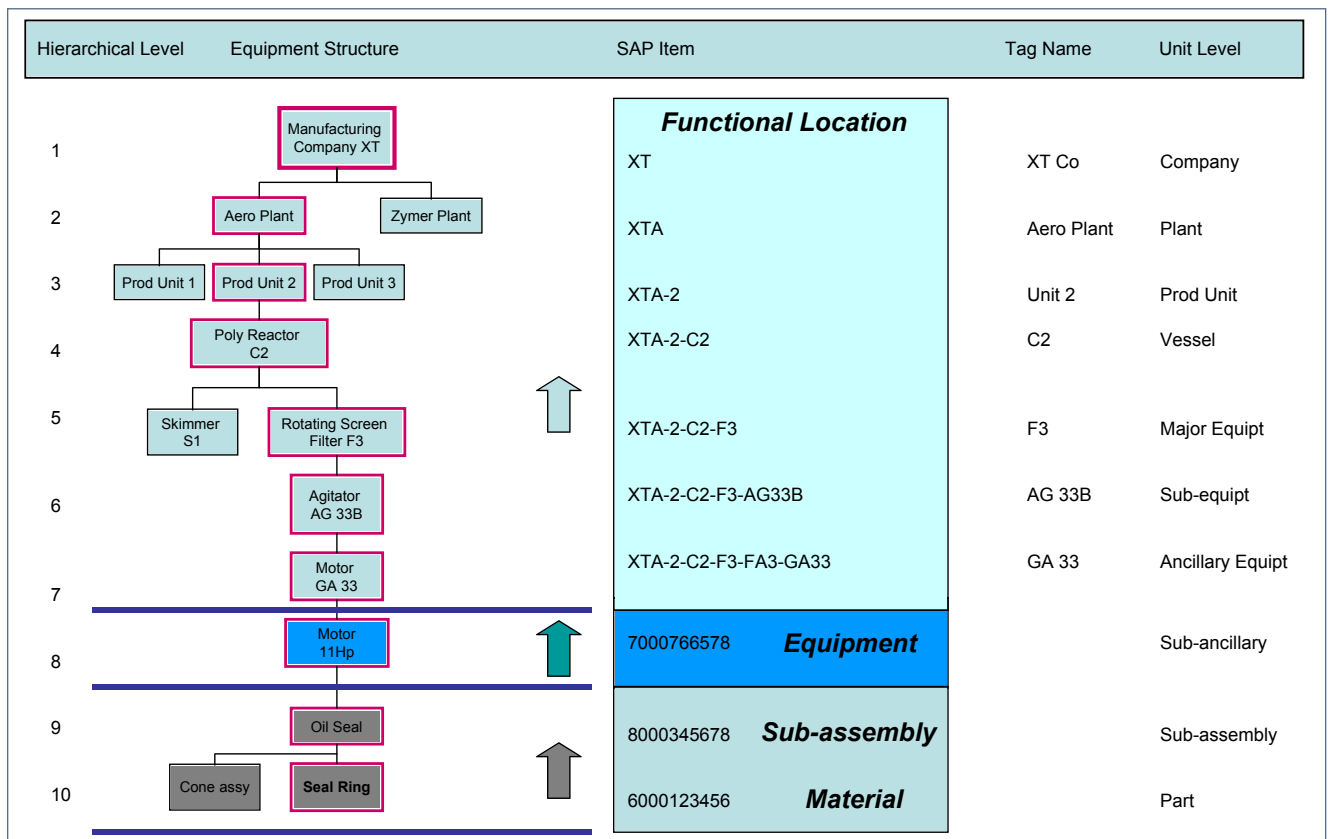 Hierarchical Level Equipment Structure SAP Item Tag Name Unit Level
Functional Location
Manufacturing
Company XT
1 XT XT Co Company
2 Aero Plant Zymer Plant XTA Aero Plant Plant
3 Prod Unit 1 Prod Unit 2 Prod Unit 3 XTA-2 Unit 2 Prod Unit
Poly Reactor
C2
4 XTA-2-C2 C2 Vessel
5 Skimmer
S1
Rotating Screen
Filter F3
XTA-2-C2-F3 F3 Major Equipt
6 Agitator
AG 33B
XTA-2-C2-F3-AG33B AG 33B Sub-equipt
Motor
GA 33
XTA-2-C2-F3-FA3-GA33 GA 33 Ancillary Equipt
7
Motor
11Hp
7000766578 Equipment Sub-ancillary
8
9 Oil Seal 8000345678 Sub-assembly Sub-assembly
10 Cone assy Seal Ring 6000123456 Material Part